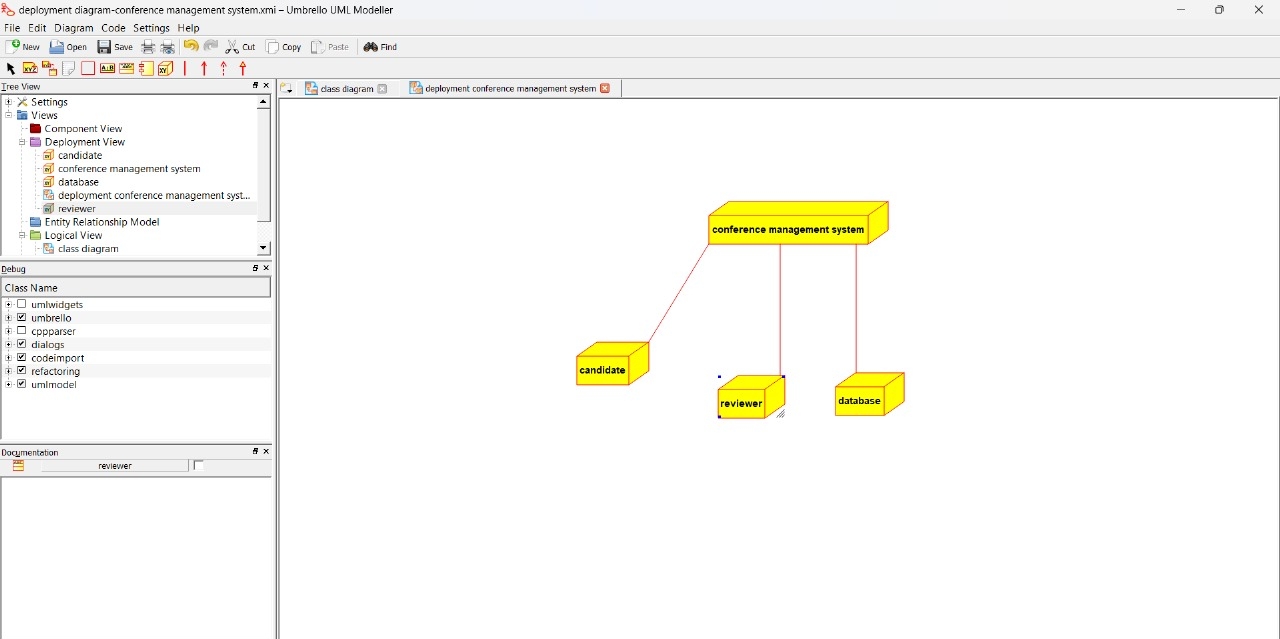 deployment diagram-conference management system.xmi – Umbrello UML Modeller
File Edit Diagram Code Settings Help
New Open Save Cut Copy Paste Find
Tree View
class diagram deployment conference management system
Settings
Views
Component View
Deployment View
candidate
conference management system
database
deployment conference management syst...
reviewer
Entity Relationship Model
Logical View
class diagram
Debug
Class Name
umlwidgets
umbrello
cppparser
dialogs
codeimport
refactoring
umlmodel
Documentation
reviewer
conference management system
candidate
reviewer
database